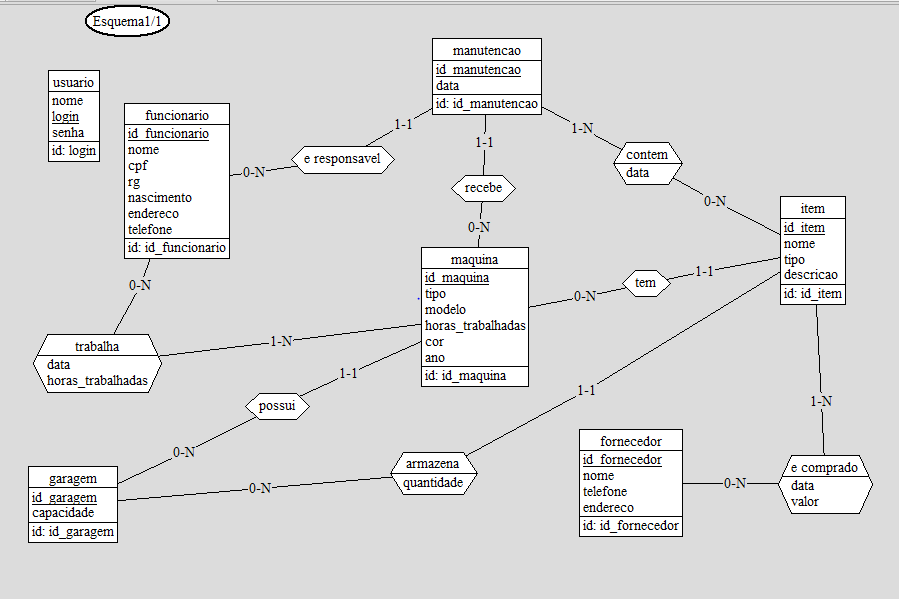 Esquema1/1
usuario
nome
login
senha
id: login
funcionario
id_funcionario
nome
cpf
rg
nascimento
endereco
telefone
id: id_funcionario
manutencao
id_manutencao
data
id: id_manutencao
1-1
e responsavel
0-N
1-1
recebe
0-N
1-N
contem
data
0-N
item
id_item
nome
tipo
descricao
id: id_item
maquina
id_maquina
tipo
modelo
horas_trabalhadas
cor
ano
id: id_maquina
0-N
tem
1-1
0-N
trabalha
data
horas_trabalhadas
1-N
1-1
possui
0-N
garagem
id_garagem
capacidade
id: id_garagem
0-N
armazena
quantidade
1-1
fornecedor
id_fornecedor
nome
telefone
endereco
id: id_fornecedor
0-N
1-N
e comprado
data
valor